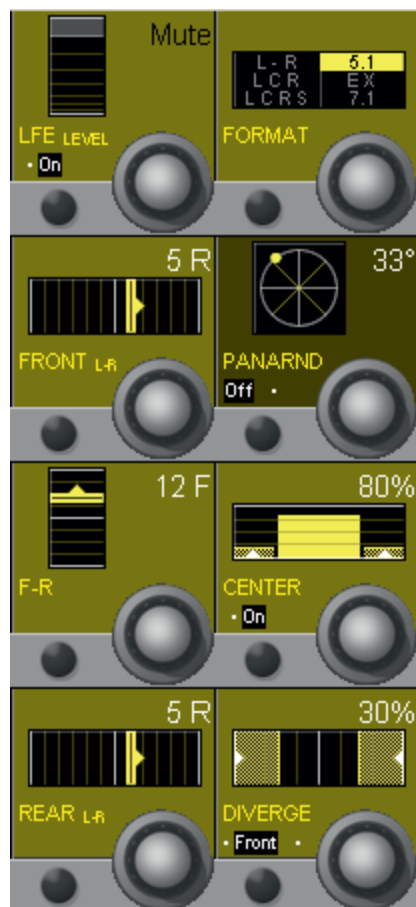 Mute
LFE LEVEL
On
L-R 5.1
LCR EX
LCRS 7.1
FORMAT
5 R
FRONT L-R
33°
PANARND
Off
12 F
F-R
80%
CENTER
On
5 R
REAR L-R
30%
DIVERGE
Front